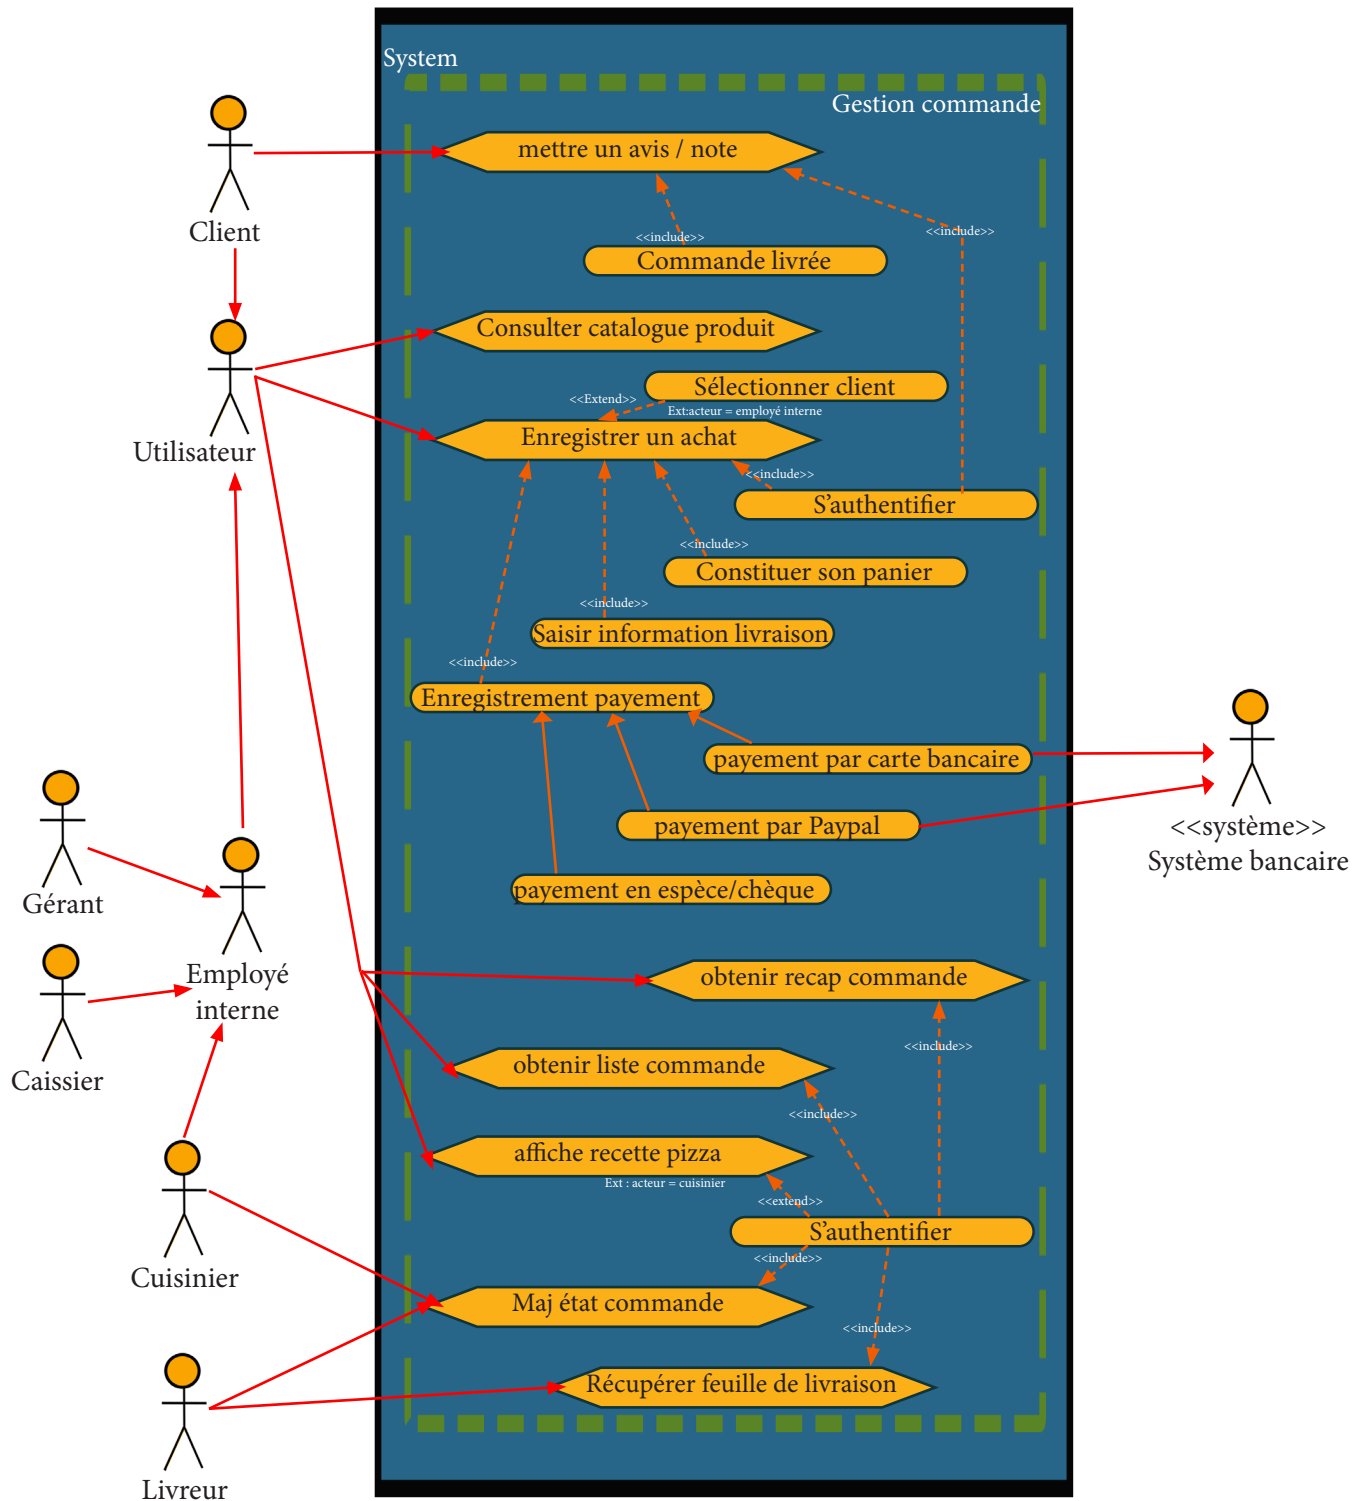 System
Gestion commande
mettre un avis / note
Client
<<include>>
<<include>>
Commande livrée
Consulter catalogue produit
Sélectionner client
<<Extend>>
Ext:acteur = employé interne
Enregistrer un achat
Utilisateur
<<include>>
S'authentifier
<<include>>
Constituer son panier
<<include>>
Saisir information livraison
<<include>>
Enregistrement payement
payement par carte bancaire
payement par Paypal
<<système>>
Système bancaire
payement en espèce/chèque
Gérant
Employé
interne
obtenir recap commande
Caissier
<<include>>
obtenir liste commande
<<include>>
affiche recette pizza
Ext : acteur = cuisinier
<<extend>>
S'authentifier
<<include>>
Cuisinier
Maj état commande
<<include>>
Récupérer feuille de livraison
Livreur